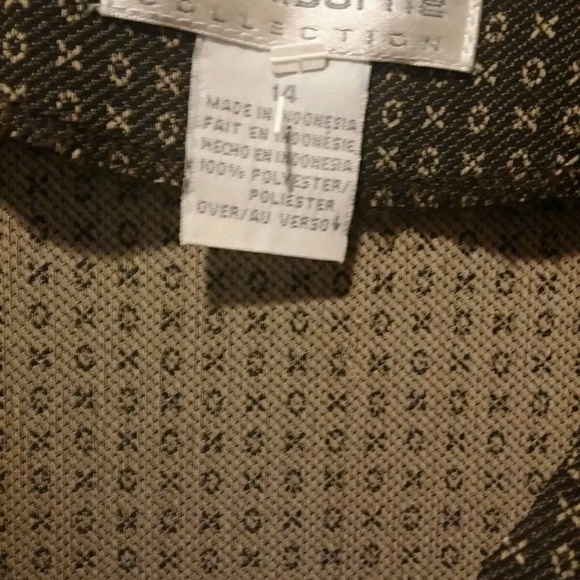 COLLECTION
14
MADE IN INDONESIA
FAIT EN INDONESIE
HECHO EN INDONESIA
100% POLYESTER/
POLIESTER
OVER/AU VERSO↓